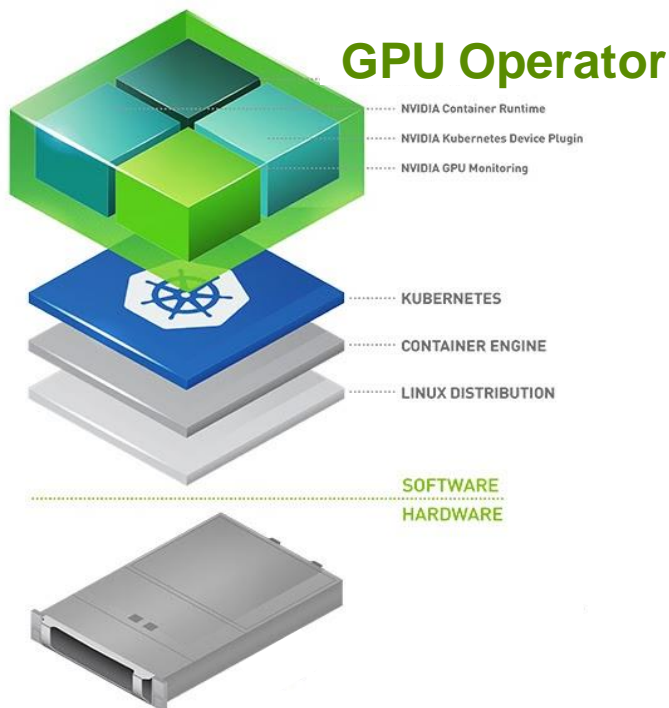 GPU Operator
NVIDIA Container Runtime
NVIDIA Kubernetes Device Plugin
NVIDIA GPU Monitoring
KUBERNETES
CONTAINER ENGINE
LINUX DISTRIBUTION
SOFTWARE
HARDWARE